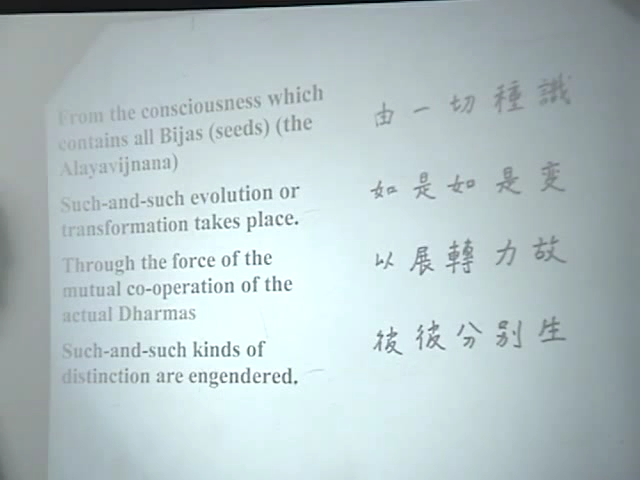 From the consciousness which
contains all Bijas (seeds) (the
Alayavijnana)
由一切種識
Such-and-such evolution or
transformation takes place.
如是如是変
Through the force of the
mutual co-operation of the
actual Dharmas
以展轉力故
Such-and-such kinds of
distinction are engendered.
彼彼分別生